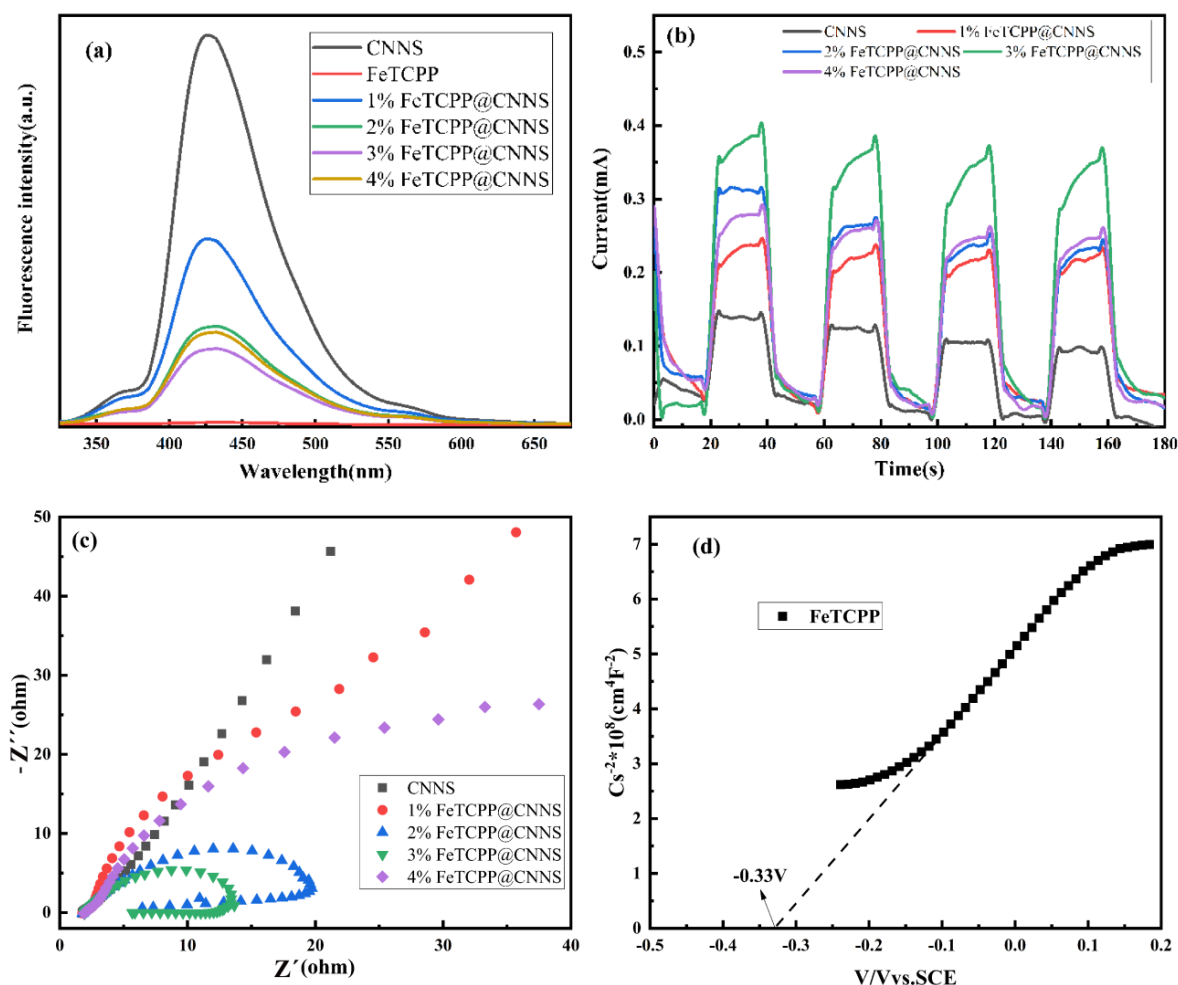 (a)
CNNS
FeTCPP
1% FeTCPP@CNNS
2% FeTCPP@CNNS
3% FeTCPP@CNNS
4% FeTCPP@CNNS
Fluorescence intensity(a.u.)
350 400 450 500 550 600 650
Wavelength(nm)
(b)
CNNS 1% FeTCPP@CNNS
2% FeTCPP@CNNS 3% FeTCPP@CNNS
4% FeTCPP@CNNS
Current(mA)
0.5
0.4
0.3
0.2
0.1
0.0
0 20 40 60 80 100 120 140 160 180
Time(s)
(c)
50
40
30
20
10
0
-Z´´(ohm)
CNNS
1% FeTCPP@CNNS
2% FeTCPP@CNNS
3% FeTCPP@CNNS
4% FeTCPP@CNNS
0 10 20 30 40
Z´(ohm)
(d)
FeTCPP
Cs⁻²*10⁸(cm⁴F⁻²)
7
6
5
4
3
2
1
0
-0.33V
-0.5 -0.4 -0.3 -0.2 -0.1 0.0 0.1 0.2
V/Vvs.SCE